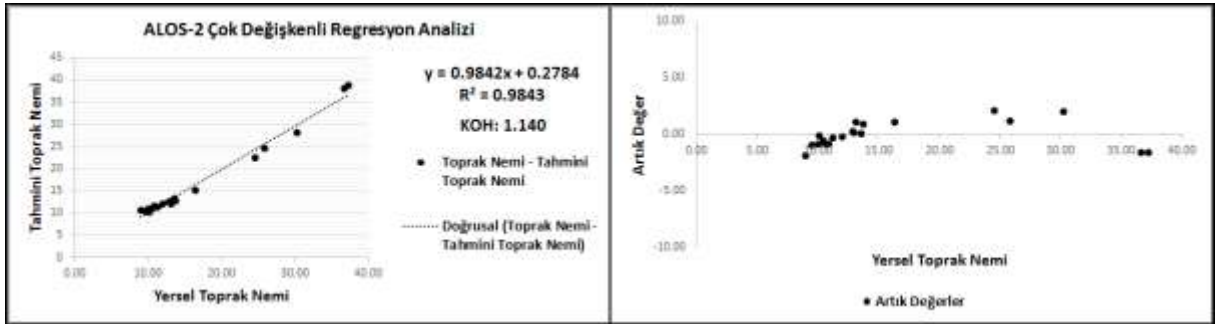 ALOS-2 Çok Değişkenli Regresyon Analizi
Tahmini Toprak Nemi
45
40
35
30
25
20
15
10
5
0
0.00 10.00 20.00 30.00 40.00
Yersel Toprak Nemi
y = 0.9842x + 0.2784
R² = 0.9843
KOH: 1.140
Toprak Nemi - Tahmini
Toprak Nemi
Doğrusal (Toprak Nemi -
Tahmini Toprak Nemi)
Artık Değer
10.00
5.00
0.00
-5.00
-10.00
0.00 5.00 10.00 15.00 20.00 25.00 30.00 35.00 40.00
Yersel Toprak Nemi
Artık Değerler